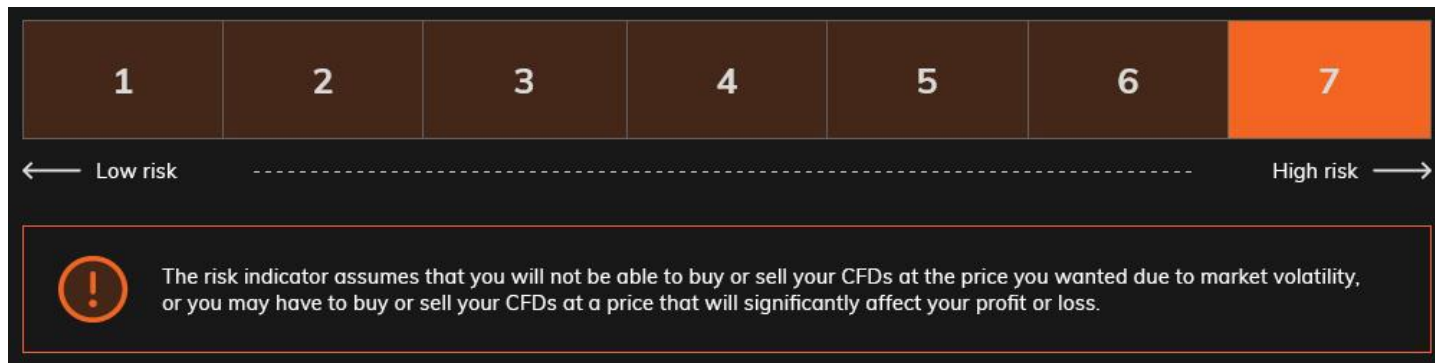 1 2 3 4 5 6 7
Low risk High risk
The risk indicator assumes that you will not be able to buy or sell your CFDs at the price you wanted due to market volatility,
or you may have to buy or sell your CFDs at a price that will significantly affect your profit or loss.